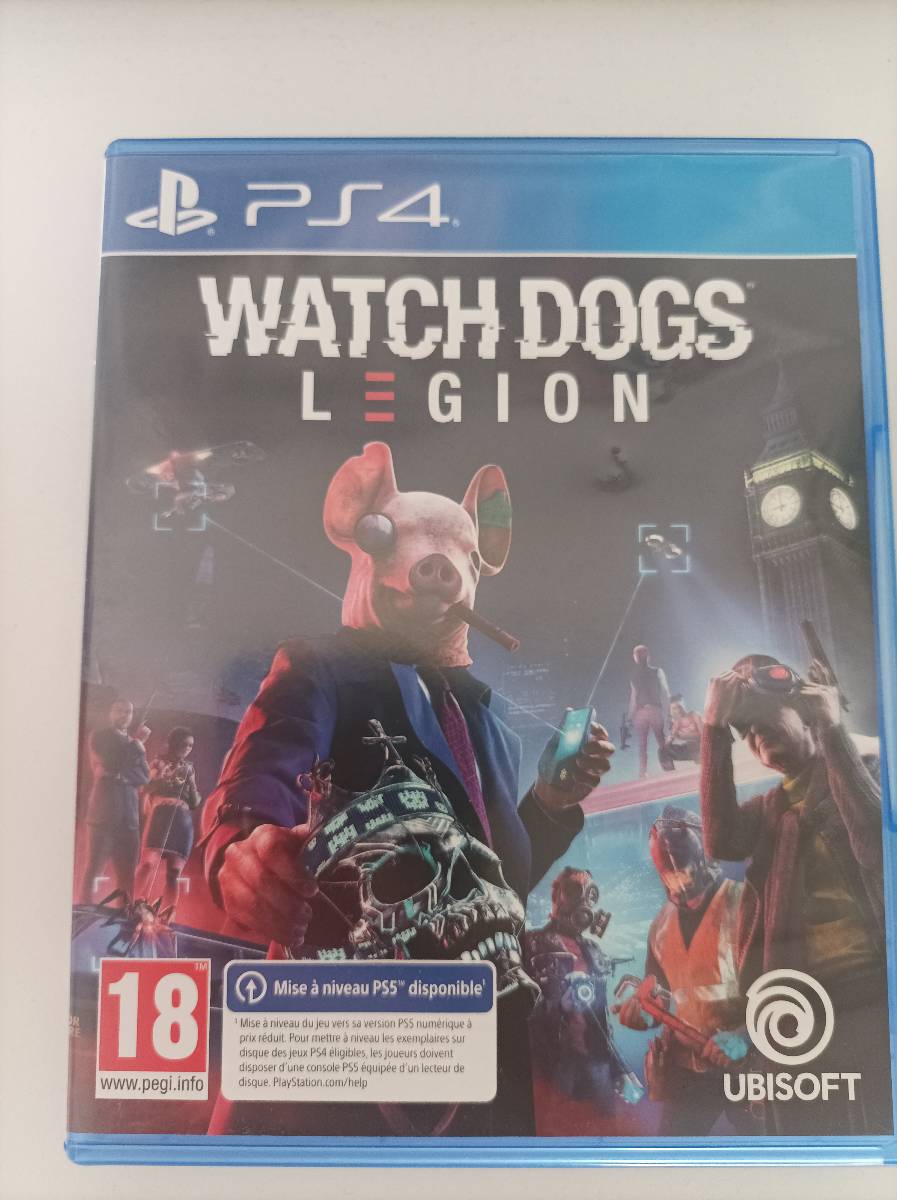 PS4
WATCH DOGS
LEGION
18
www.pegi.info
Mise à niveau PS5™ disponible¹
¹ Mise à niveau du jeu vers sa version PS5 numérique à
prix réduit. Pour mettre à niveau les exemplaires sur
disque des jeux PS4 éligibles, les joueurs doivent
disposer d'une console PS5 équipée d'un lecteur de
disque. PlayStation.com/help
UBISOFT